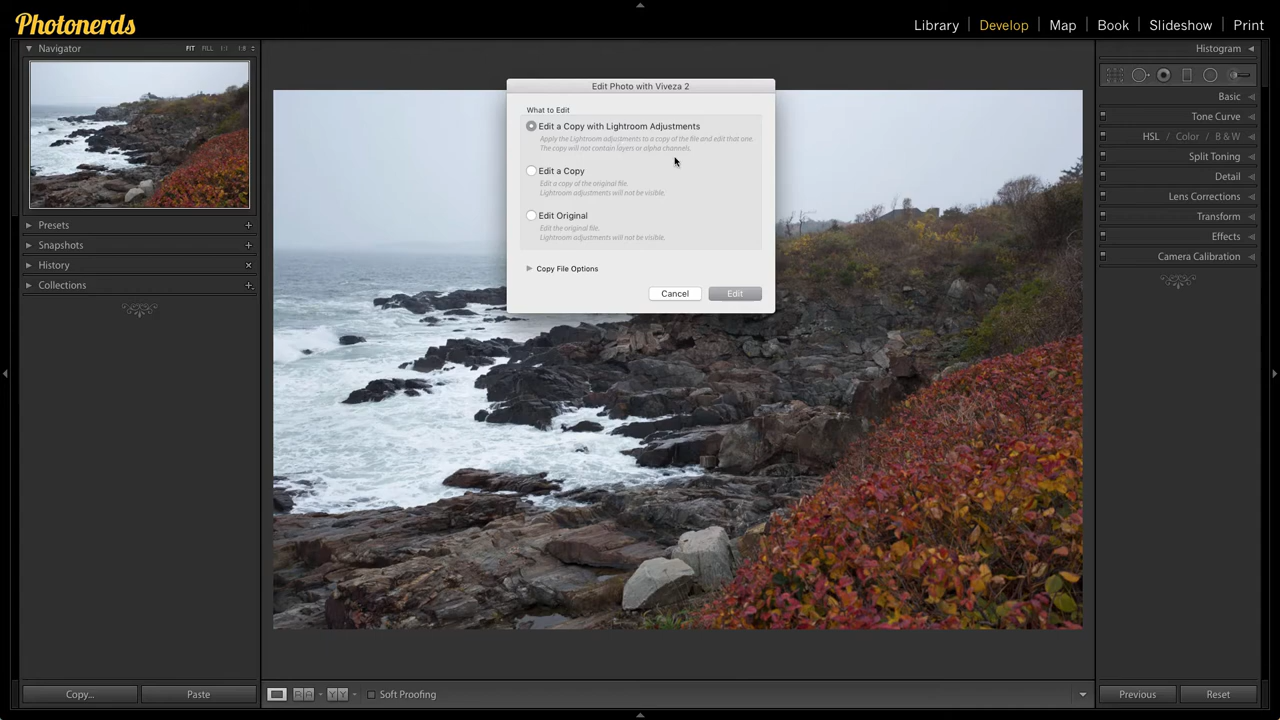 Photonerds
Library | Develop | Map | Book | Slideshow | Print
Navigator FIT FILL 1:1
Histogram
Edit Photo with Viveza 2
What to Edit
Edit a Copy with Lightroom Adjustments
Apply the Lightroom adjustments to a copy of the file and edit that one.
The copy will not contain layers or alpha channels.
Edit a Copy
Edit a copy of the original file.
Lightroom adjustments will not be visible.
Edit Original
Edit the original file.
Lightroom adjustments will not be visible.
Copy File Options
Cancel Edit
Presets
Snapshots
History
Collections
Basic
Tone Curve
HSL / Color / B & W
Split Toning
Detail
Lens Corrections
Transform
Effects
Camera Calibration
Copy... Paste
Soft Proofing
Previous Reset